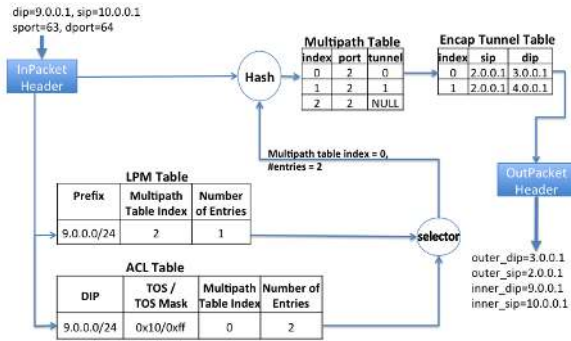 dip=9.0.0.1, sip=10.0.0.1
sport=63, dport=64
InPacket
Header
Hash
Multipath Table
index port tunnel
0 2 0
1 2 1
2 2 NULL
Encap Tunnel Table
index sip dip
0 2.0.0.1 3.0.0.1
1 2.0.0.1 4.0.0.1
Multipath table index = 0,
#entries = 2
OutPacket
Header
LPM Table
Prefix Multipath Table Index Number of Entries
9.0.0.0/24 2 1
selector
ACL Table
DIP TOS / TOS Mask Multipath Table Index Number of Entries
9.0.0.0/24 0x10/0xff 0 2
outer_dip=3.0.0.1
outer_sip=2.0.0.1
inner_dip=9.0.0.1
inner_sip=10.0.0.1